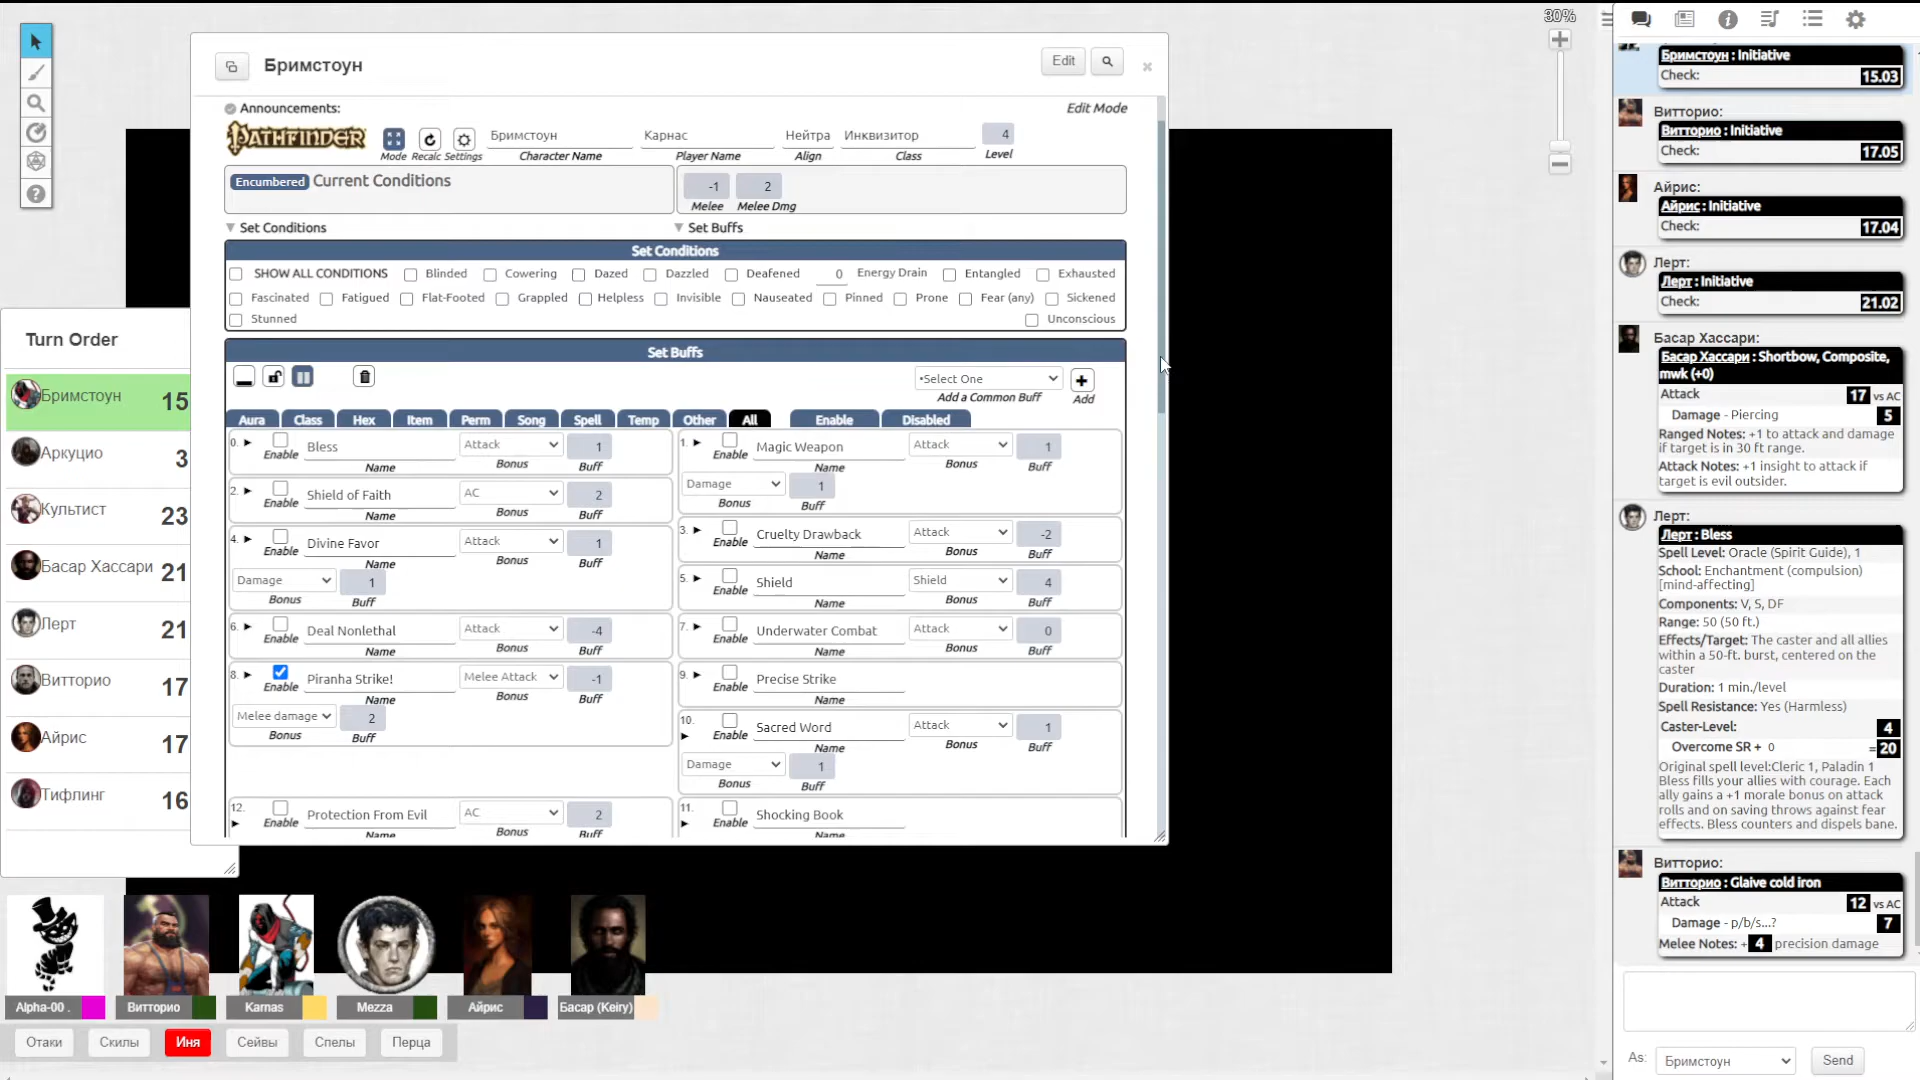 30%
Бримстоун
Edit
Announcements:
Edit Mode
PATHFINDER
Mode Recalc Settings
Бримстоун Карнас Нейтра Инквизитор 4
Character Name Player Name Align Class Level
Encumbered Current Conditions
-1 2
Melee Melee Dmg
Set Conditions Set Buffs
Set Conditions
SHOW ALL CONDITIONS Blinded Cowering Dazed Dazzled Deafened 0 Energy Drain Entangled Exhausted
Fascinated Fatigued Flat-Footed Grappled Helpless Invisible Nauseated Pinned Prone Fear (any) Sickened
Stunned Unconscious
Set Buffs
•Select One
Add a Common Buff Add
Aura Class Hex Item Perm Song Spell Temp Other All Enable Disabled
0. Enable Bless Attack 1
Name Bonus Buff
1. Enable Magic Weapon Attack 1
Name Bonus Buff
Damage 1
Bonus Buff
2. Enable Shield of Faith AC 2
Name Bonus Buff
3. Enable Cruelty Drawback Attack -2
Name Bonus Buff
4. Enable Divine Favor Attack 1
Name Bonus Buff
Damage 1
Bonus Buff
5. Enable Shield Shield 4
Name Bonus Buff
6. Enable Deal Nonlethal Attack -4
Name Bonus Buff
7. Enable Underwater Combat Attack 0
Name Bonus Buff
8. Enable Piranha Strike! Melee Attack -1
Name Bonus Buff
Melee damage 2
Bonus Buff
9. Enable Precise Strike
Name
10. Enable Sacred Word Attack 1
Name Bonus Buff
Damage 1
Bonus Buff
12. Enable Protection From Evil AC 2
Name Bonus Buff
11. Enable Shocking Book
Name
Turn Order
Бримстоун 15
Аркуцио 3
Культист 23
Басар Хассари 21
Лерт 21
Витторио 17
Айрис 17
Тифлинг 16
Alpha-00 . Витторио Karnas Mezza Айрис Басар (Keiry)
Отаки Скилы Иня Сейвы Спелы Перца
Бримстоун : Initiative
Check: 15.03
Витторио:
Витторио : Initiative
Check: 17.05
Айрис:
Айрис : Initiative
Check: 17.04
Лерт:
Лерт : Initiative
Check: 21.02
Басар Хассари:
Басар Хассари : Shortbow, Composite,
mwk (+0)
Attack 17 vs AC
Damage - Piercing 5
Ranged Notes: +1 to attack and damage
if target is in 30 ft range.
Attack Notes: +1 insight to attack if
target is evil outsider.
Лерт:
Лерт : Bless
Spell Level: Oracle (Spirit Guide), 1
School: Enchantment (compulsion)
[mind-affecting]
Components: V, S, DF
Range: 50 (50 ft.)
Effects/Target: The caster and all allies
within a 50-ft. burst, centered on the
caster
Duration: 1 min./level
Spell Resistance: Yes (Harmless)
Caster-Level: 4
Overcome SR + 0 =20
Original spell level:Cleric 1, Paladin 1
Bless fills your allies with courage. Each
ally gains a +1 morale bonus on attack
rolls and on saving throws against fear
effects. Bless counters and dispels bane.
Витторио:
Витторио : Glaive cold iron
Attack 12 vs AC
Damage - p/b/s...? 7
Melee Notes: + 4 precision damage
As: Бримстоун Send